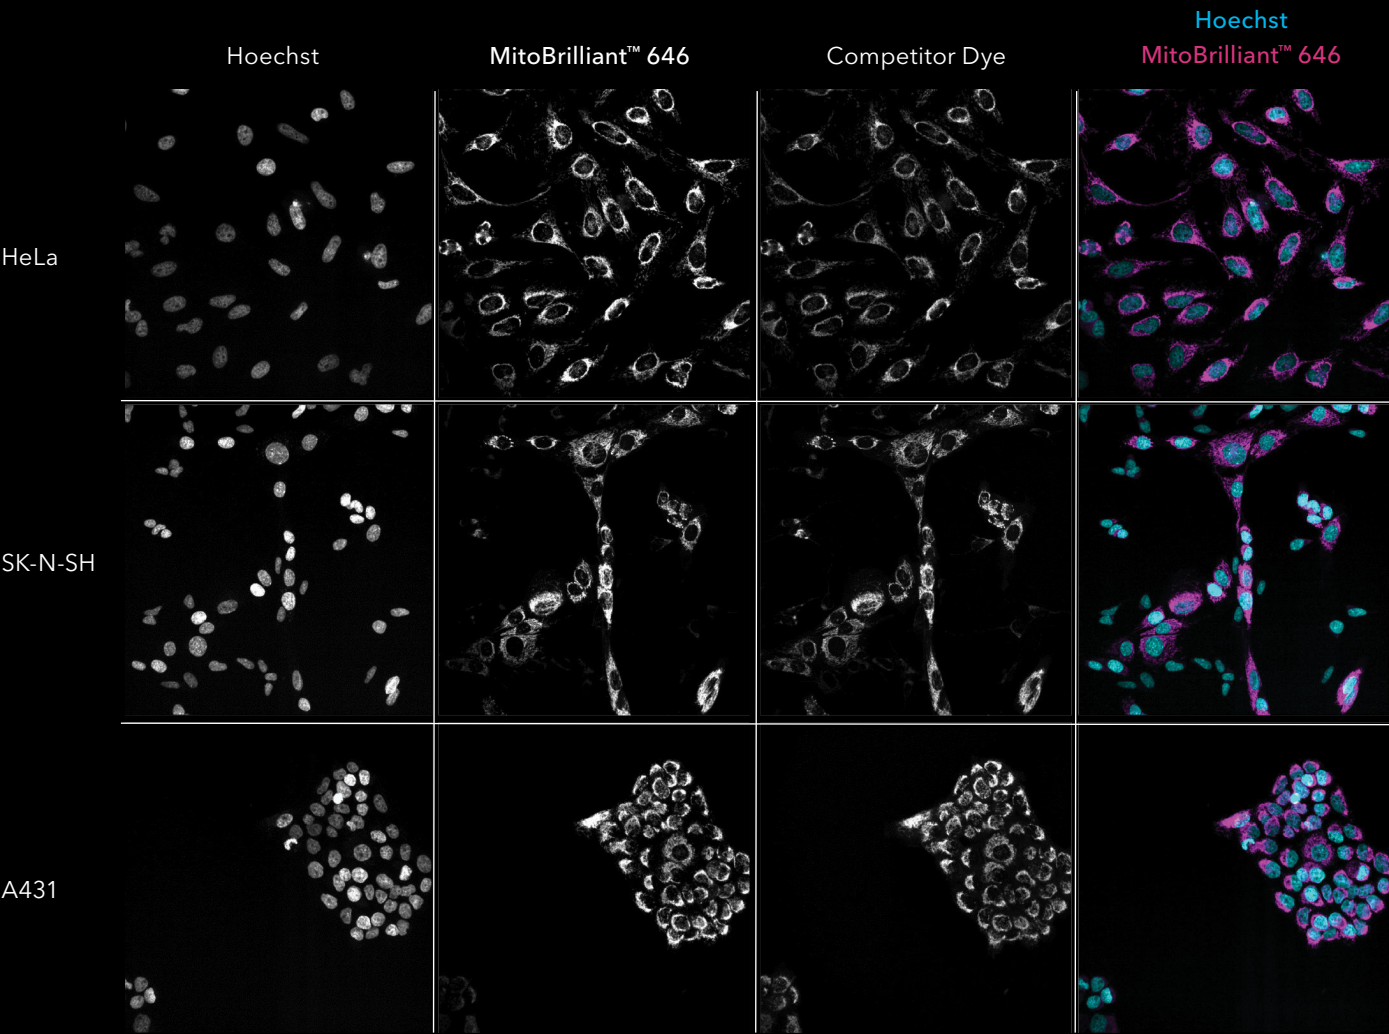 Hoechst
Hoechst
MitoBrilliant™ 646
Competitor Dye
MitoBrilliant™ 646
HeLa
SK-N-SH
A431